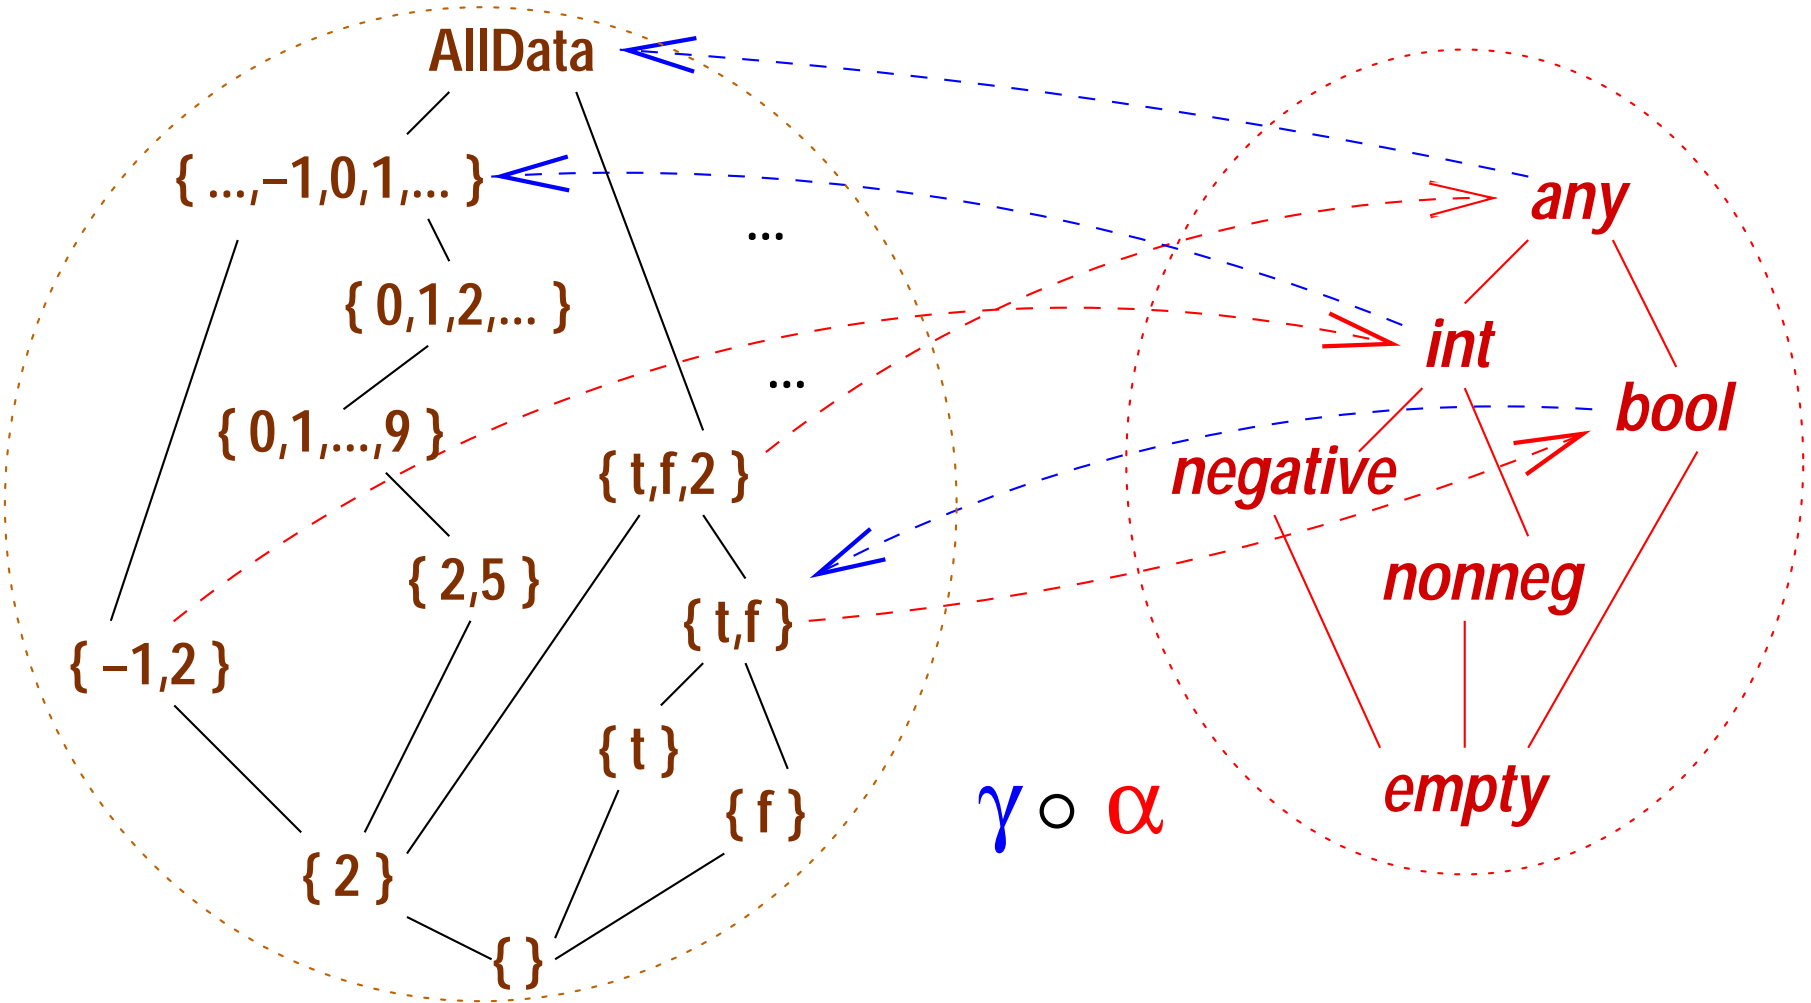 AllData
{ ...,−1,0,1,... }
any
...
{ 0,1,2,... }
int
...
bool
{ 0,1,...,9 }
{ t,f,2 }
negative
{ 2,5 }
nonneg
{ t,f }
{ −1,2 }
{ t }
empty
{ f }
γ ○ α
{ 2 }
{ }